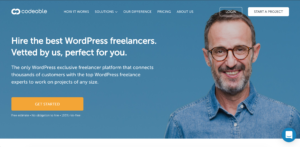 codeable
HOW IT WORKS SOLUTIONS OUR DIFFERENCE PRICING ABOUT US
LOGIN
START A PROJECT
Hire the best WordPress freelancers.
Vetted by us, perfect for you.
The only WordPress exclusive freelancer platform that connects
thousands of customers with the top WordPress freelance
experts to work on projects of any size.
GET STARTED